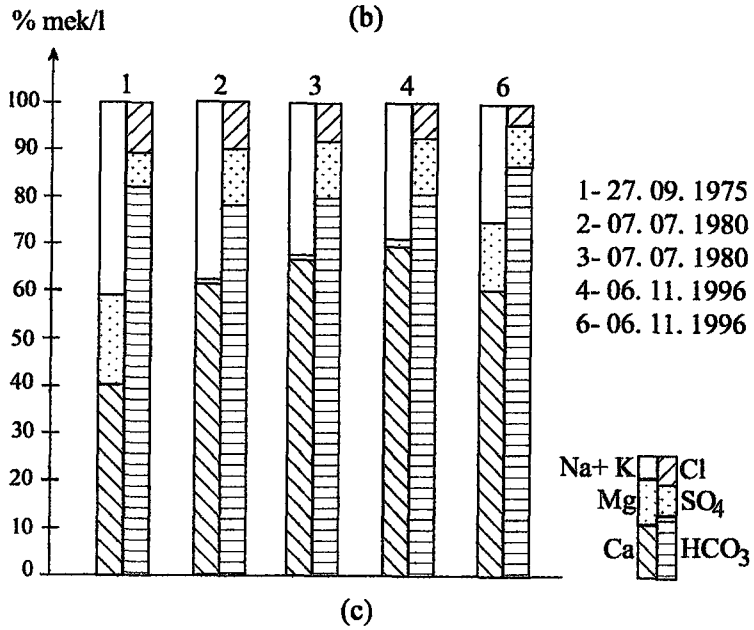 % mek/l
(b)
1 2 3 4 6
100
90
80
70
60
50
40
30
20
10
0
1- 27. 09. 1975
2- 07. 07. 1980
3- 07. 07. 1980
4- 06. 11. 1996
6- 06. 11. 1996
Na+ K Cl
Mg SO4
Ca HCO3
(c)